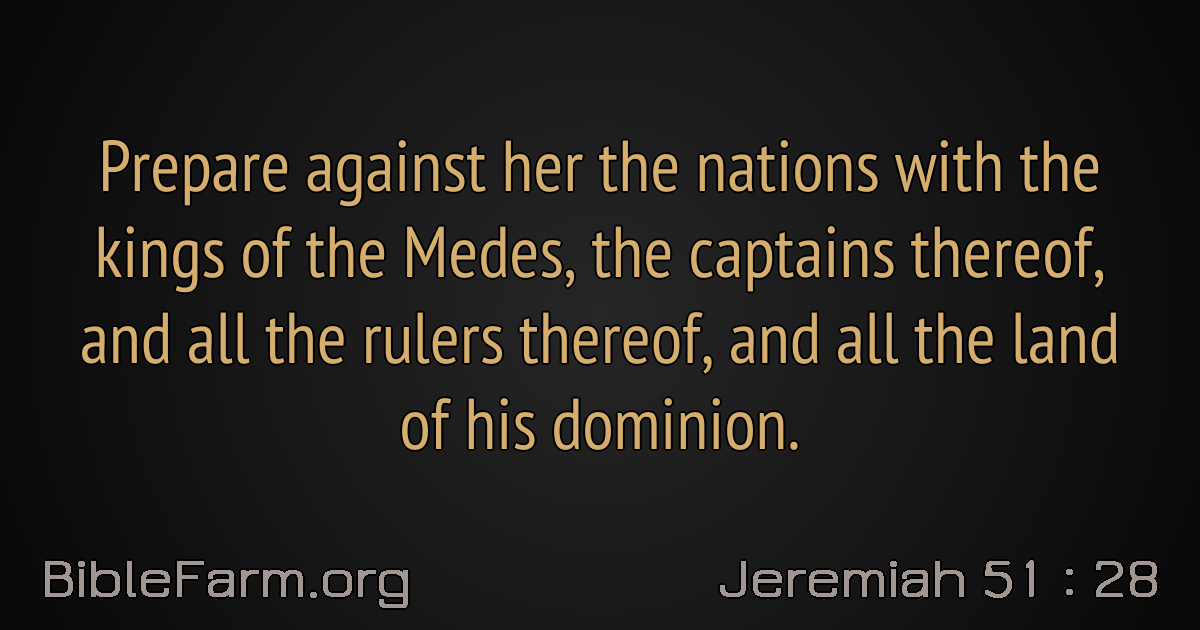 Prepare against her the nations with the
kings of the Medes, the captains thereof,
and all the rulers thereof, and all the land
of his dominion.
BibleFarm.org
Jeremiah 51 : 28